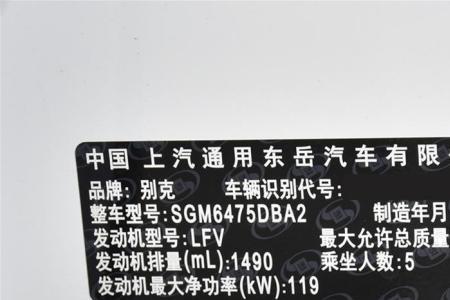 中国 上汽通用东岳汽车有限
品牌: 别克 车辆识别代号:
整车型号:SGM6475DBA2 制造年月
发动机型号:LFV 最大允许总质量
发动机排量(mL):1490 乘坐人数:5
发动机最大净功率(kW):119